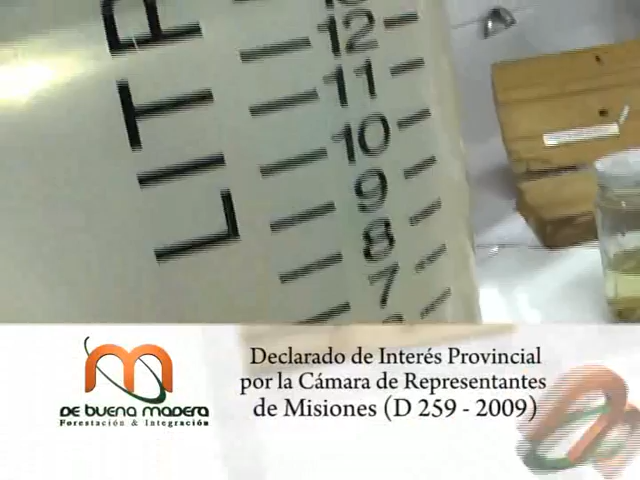 LITR
12
11
10
9
8
7
DE BUENA MADERA
Forestación & Integración
Declarado de Interés Provincial
por la Cámara de Representantes
de Misiones (D 259 - 2009)